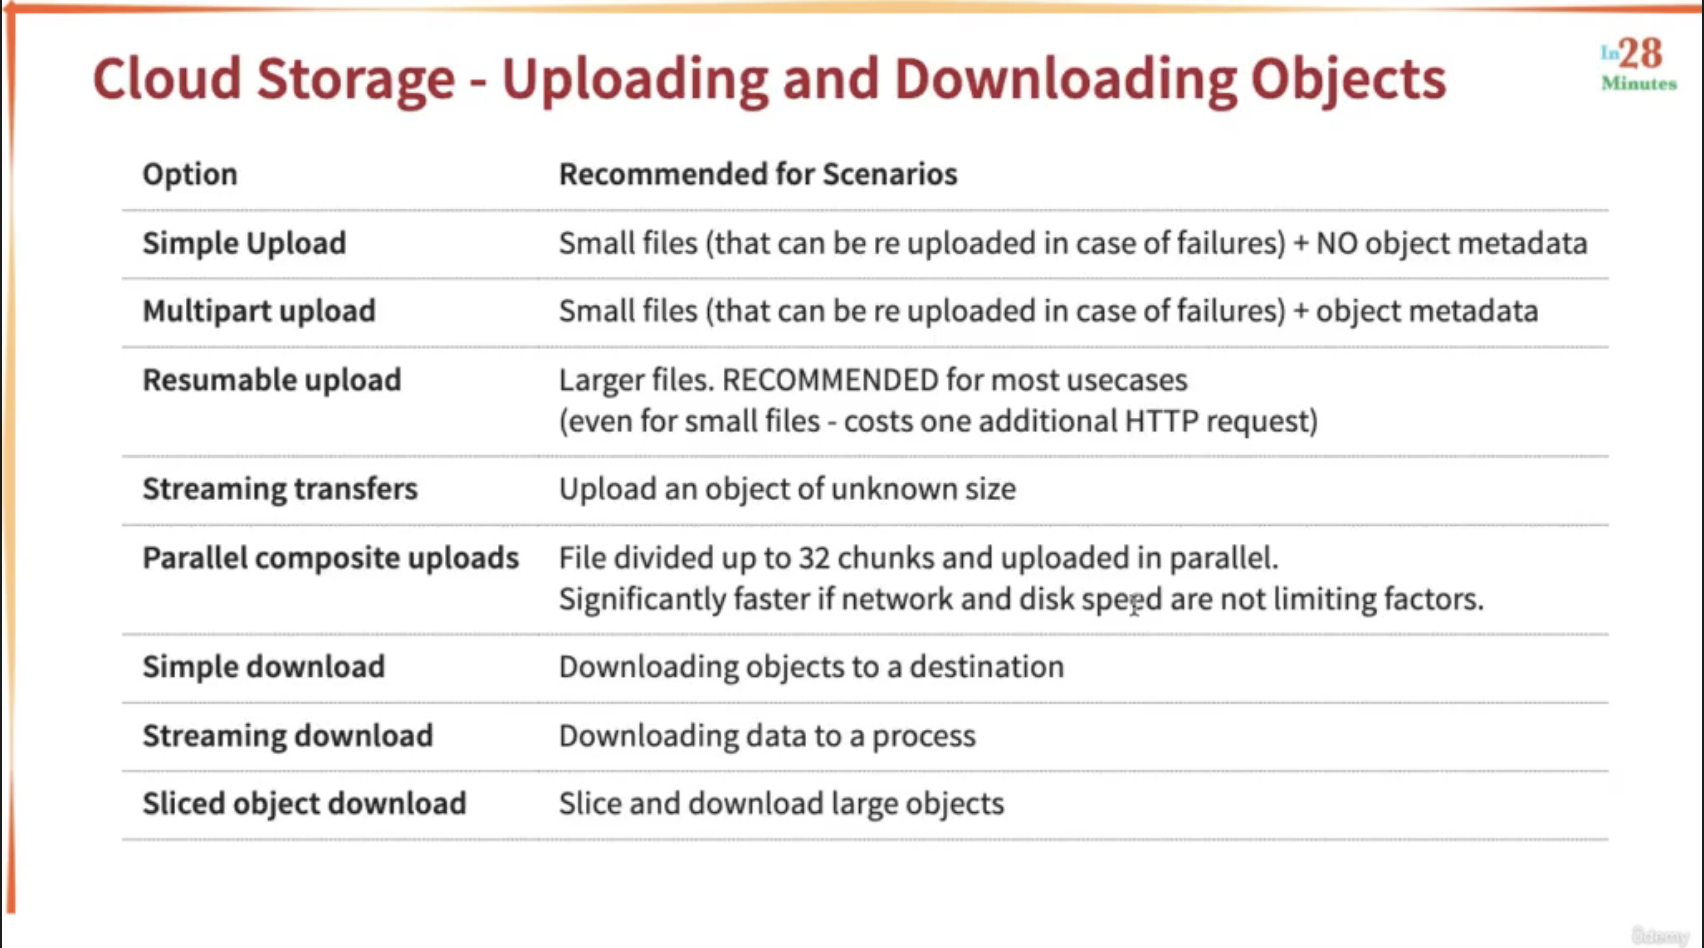 Cloud Storage - Uploading and Downloading Objects
In28
Minutes
Option Recommended for Scenarios
Simple Upload Small files (that can be re uploaded in case of failures) + NO object metadata
Multipart upload Small files (that can be re uploaded in case of failures) + object metadata
Resumable upload Larger files. RECOMMENDED for most usecases
(even for small files - costs one additional HTTP request)
Streaming transfers Upload an object of unknown size
Parallel composite uploads File divided up to 32 chunks and uploaded in parallel.
Significantly faster if network and disk speed are not limiting factors.
Simple download Downloading objects to a destination
Streaming download Downloading data to a process
Sliced object download Slice and download large objects
Udemy